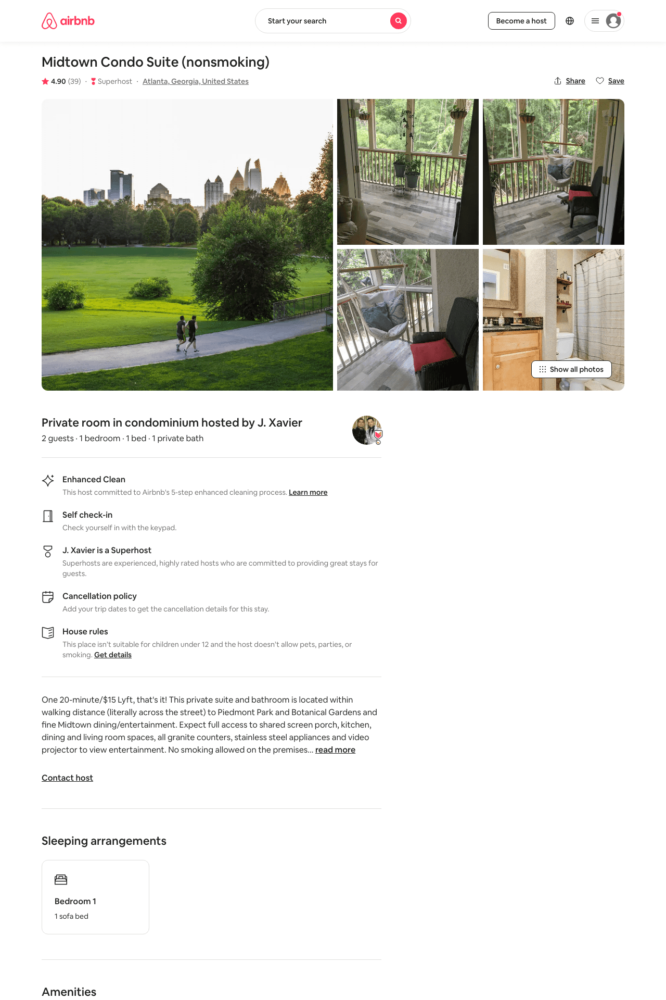 airbnb
Start your search
Become a host
Midtown Condo Suite (nonsmoking)
4.90 (39) · Superhost · Atlanta, Georgia, United States
Share
Save
Show all photos
Private room in condominium hosted by J. Xavier
2 guests · 1 bedroom · 1 bed · 1 private bath
Enhanced Clean
This host committed to Airbnb's 5-step enhanced cleaning process. Learn more
Self check-in
Check yourself in with the keypad.
J. Xavier is a Superhost
Superhosts are experienced, highly rated hosts who are committed to providing great stays for
guests.
Cancellation policy
Add your trip dates to get the cancellation details for this stay.
House rules
This place isn’t suitable for children under 12 and the host doesn’t allow pets, parties, or
smoking. Get details
One 20-minute/$15 Lyft, that's it! This private suite and bathroom is located within
walking distance (literally across the street) to Piedmont Park and Botanical Gardens and
fine Midtown dining/entertainment. Expect full access to shared screen porch, kitchen,
dining and living room spaces, all granite counters, stainless steel appliances and video
projector to view entertainment. No smoking allowed on the premises... read more
Contact host
Sleeping arrangements
Bedroom 1
1 sofa bed
Amenities